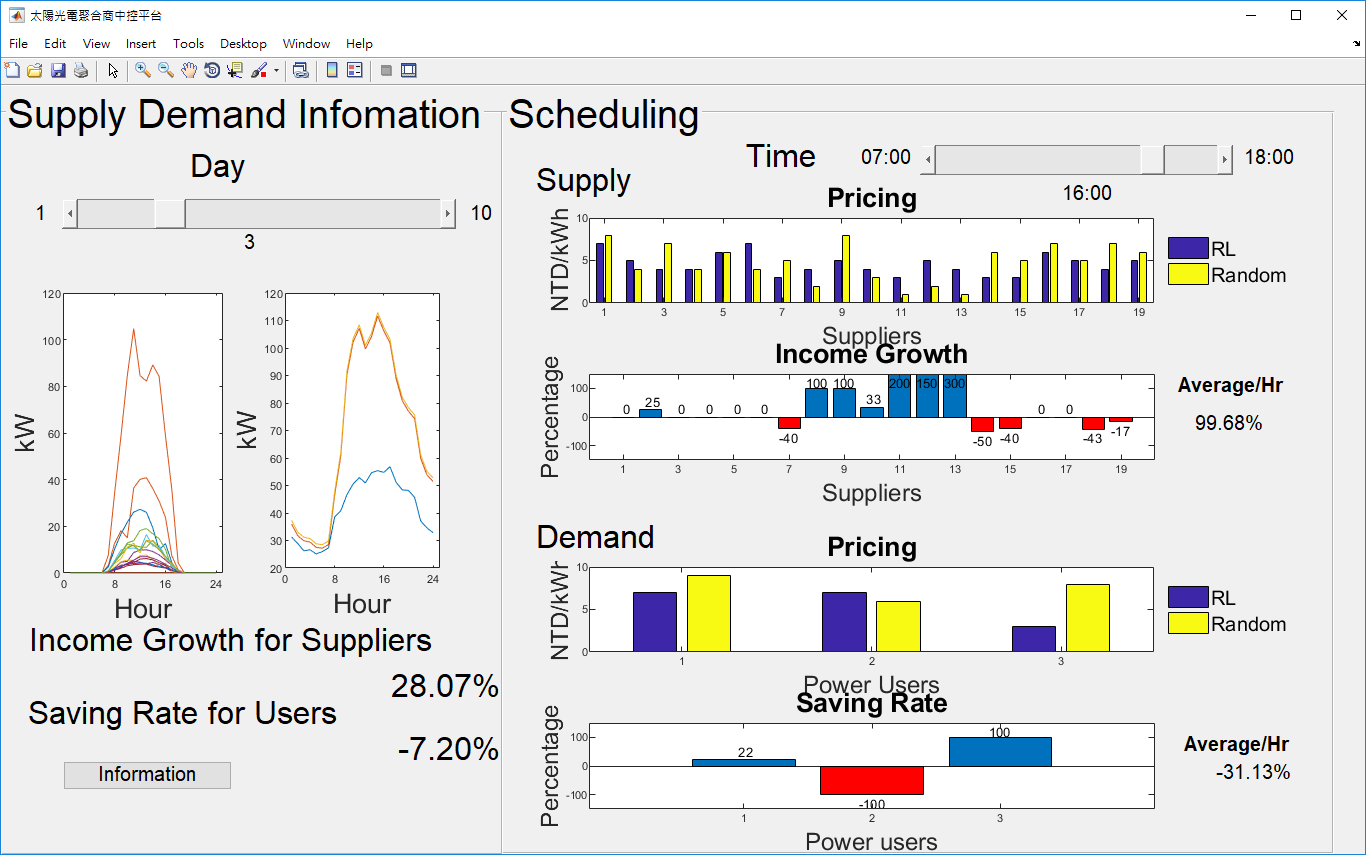 太陽光電聚合商中控平台
File Edit View Insert Tools Desktop Window Help
Supply Demand Infomation
Day
1 10
3
120
100
80
60
40
20
0
0 8 16 24
kW
Hour
120
110
100
90
80
70
60
50
40
30
20
0 8 16 24
kW
Hour
Income Growth for Suppliers
28.07%
Saving Rate for Users
-7.20%
Information
Scheduling
Time 07:00 18:00
16:00
Supply
Pricing
NTD/kWh
10
5
0
1 3 5 7 9 11 13 15 17 19
Suppliers
RL
Random
Income Growth
Percentage
100
0
-100
0 25 0 0 0 0 -40 100 100 33 200 150 300 -50 -40 0 0 -43 -17
1 3 5 7 9 11 13 15 17 19
Suppliers
Average/Hr
99.68%
Demand
Pricing
NTD/kWh
10
5
0
1 2 3
Power Users
RL
Random
Saving Rate
Percentage
100
0
-100
22 -100 100
1 2 3
Power users
Average/Hr
-31.13%